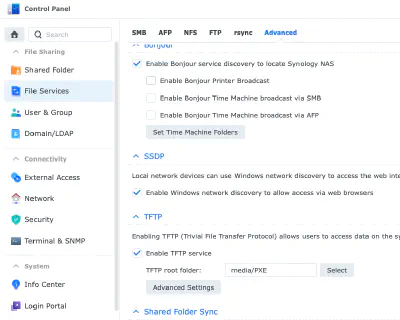 Control Panel
Search
File Sharing
Shared Folder
File Services
User & Group
Domain/LDAP
Connectivity
External Access
Network
Security
Terminal & SNMP
System
Info Center
Login Portal
SMB AFP NFS FTP rsync Advanced
Bonjour
Enable Bonjour service discovery to locate Synology NAS
Enable Bonjour Printer Broadcast
Enable Bonjour Time Machine broadcast via SMB
Enable Bonjour Time Machine broadcast via AFP
Set Time Machine Folders
SSDP
Local network devices can use Windows network discovery to access the web inte
Enable Windows network discovery to allow access via web browsers
TFTP
Enabling TFTP (Trivial File Transfer Protocol) allows users to access data on the sy
Enable TFTP service
TFTP root folder: media/PXE Select
Advanced Settings
Shared Folder Sync